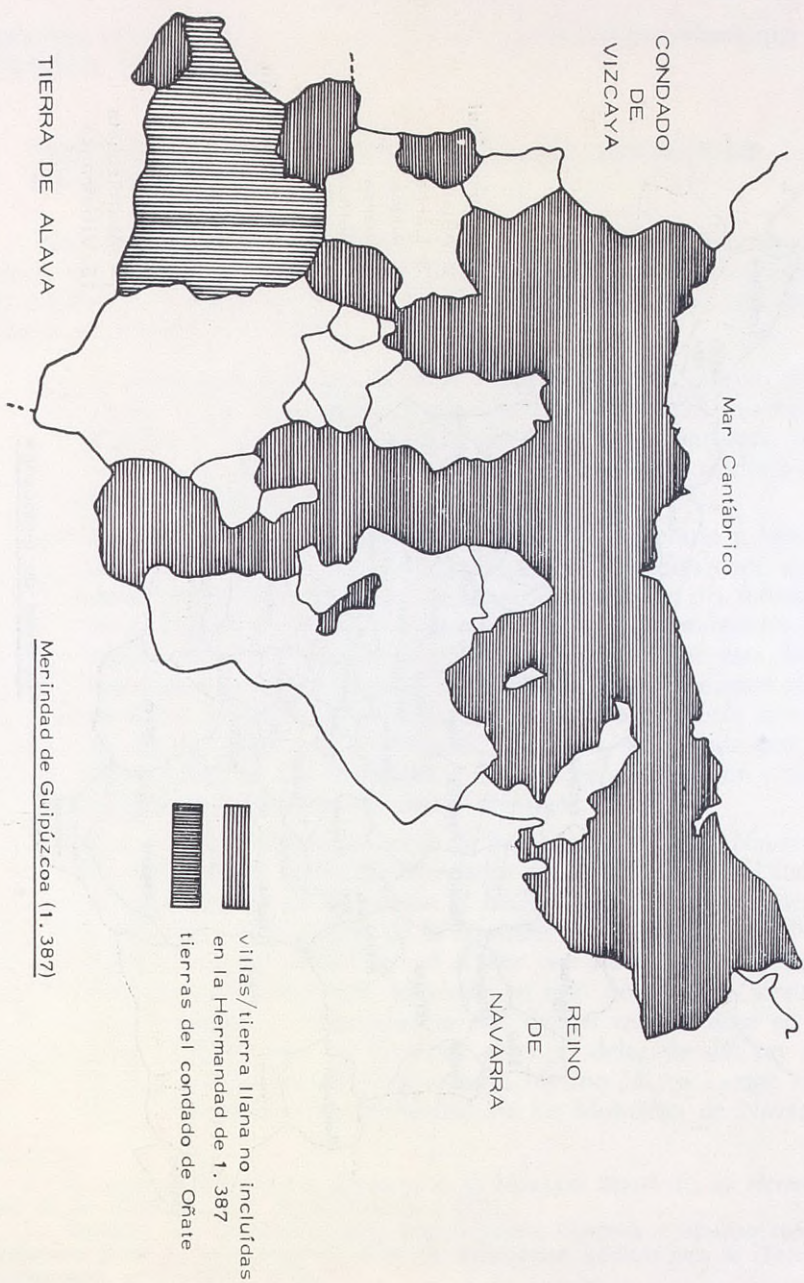 CONDADO
DE
VIZCAYA
Mar Cantábrico
TIERRA DE ALAVA
REINO
DE
NAVARRA
villas/tierra llana no incluídas
en la Hermandad de 1.387
tierras del condado de Oñate
Merindad de Guipúzcoa (1.387)